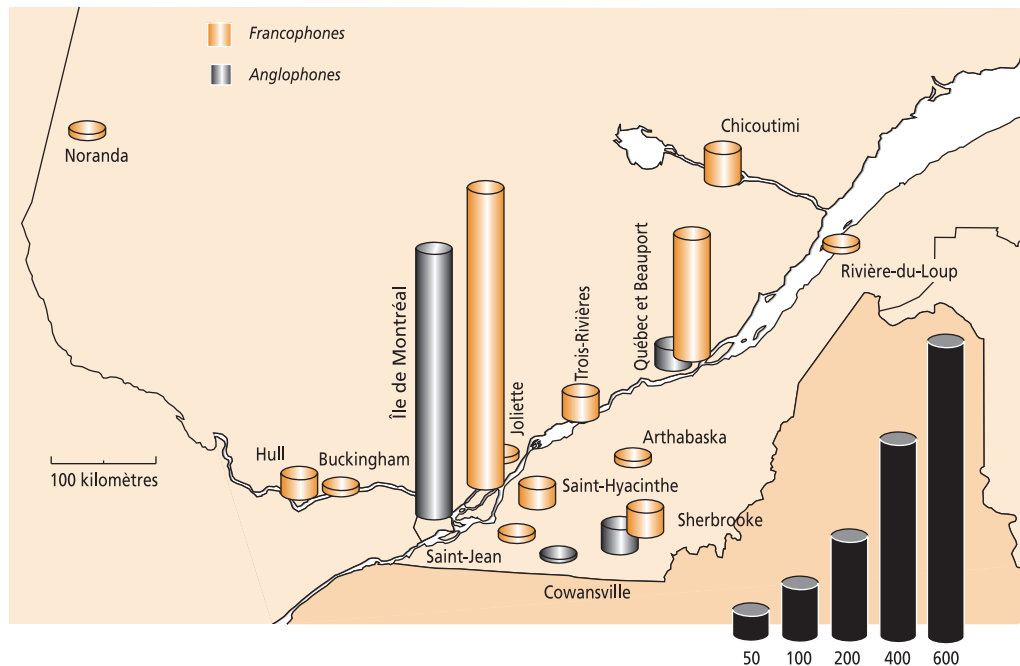 Francophones
Anglophones
Chicoutimi
Noranda
Rivière-du-Loup
Québec et Beauport
Île de Montréal
Trois-Rivières
Joliette
Arthabaska
Hull
Buckingham
100 kilomètres
Saint-Hyacinthe
Sherbrooke
Saint-Jean
Cowansville
50 100 200 400 600